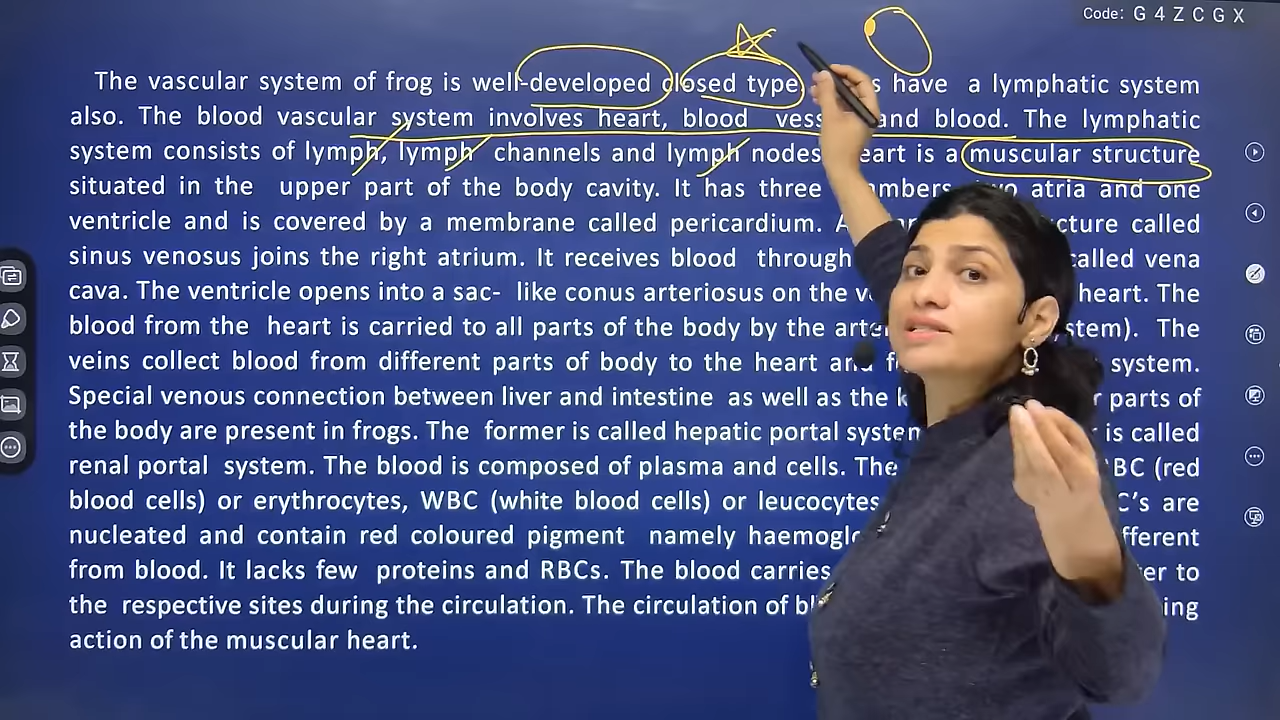 Code: G 4 Z C G X
The vascular system of frog is well-developed closed type. have a lymphatic system
also. The blood vascular system involves heart, blood and blood. The lymphatic
system consists of lymph, lymph channels and lymph nodes. is a muscular structure
situated in the upper part of the body cavity. It has three atria and one
ventricle and is covered by a membrane called pericardium. called
sinus venosus joins the right atrium. It receives blood through called vena
cava. The ventricle opens into a sac- like conus arteriosus on the heart. The
blood from the heart is carried to all parts of the body by the The
veins collect blood from different parts of body to the heart and system.
Special venous connection between liver and intestine as well as the parts of
the body are present in frogs. The former is called hepatic portal system is called
renal portal system. The blood is composed of plasma and cells. The (red
blood cells) or erythrocytes, WBC (white blood cells) or leucocytes are
nucleated and contain red coloured pigment namely
from blood. It lacks few proteins and RBCs. The blood carries to
the respective sites during the circulation. The circulation of
action of the muscular heart.